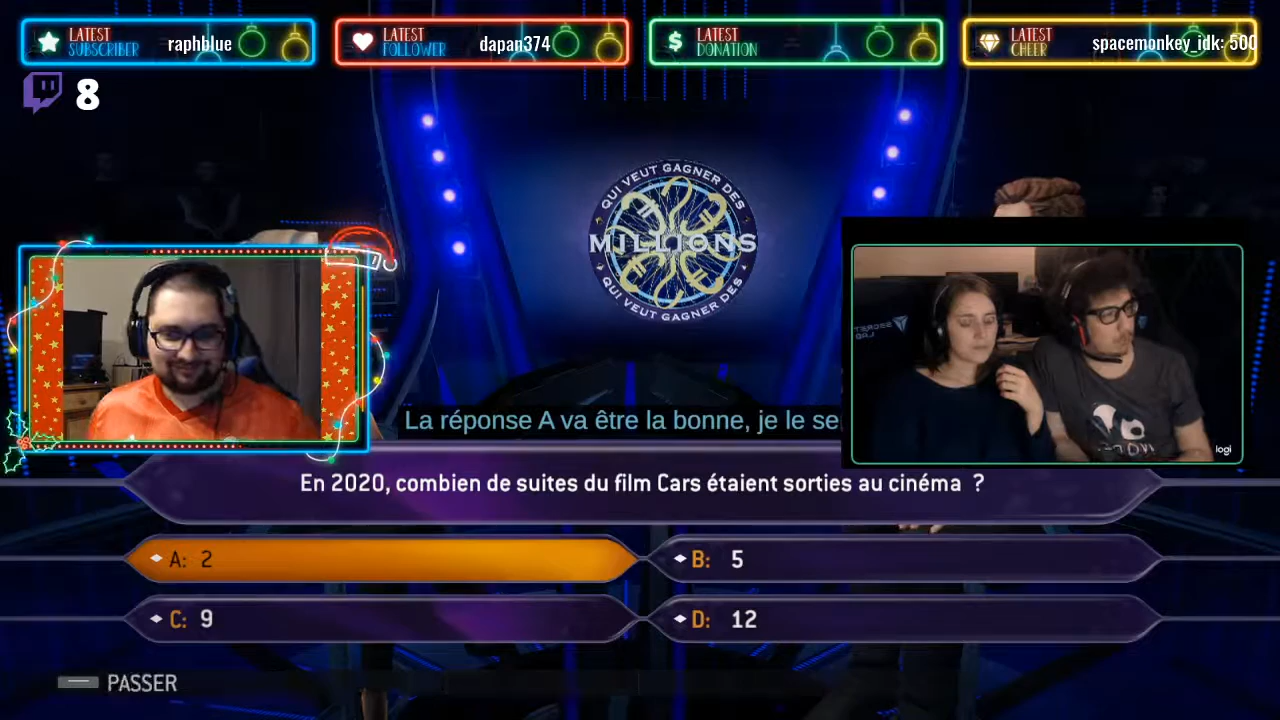 LATEST SUBSCRIBER raphblue
LATEST FOLLOWER dapan374
LATEST DONATION
LATEST CHEER spacemonkey_idk: 500
8
QUI VEUT GAGNER DES
MILLIONS
QUI VEUT GAGNER DES
SECRET LAB
logi
La réponse A va être la bonne, je le se
En 2020, combien de suites du film Cars étaient sorties au cinéma ?
A: 2
B: 5
C: 9
D: 12
PASSER